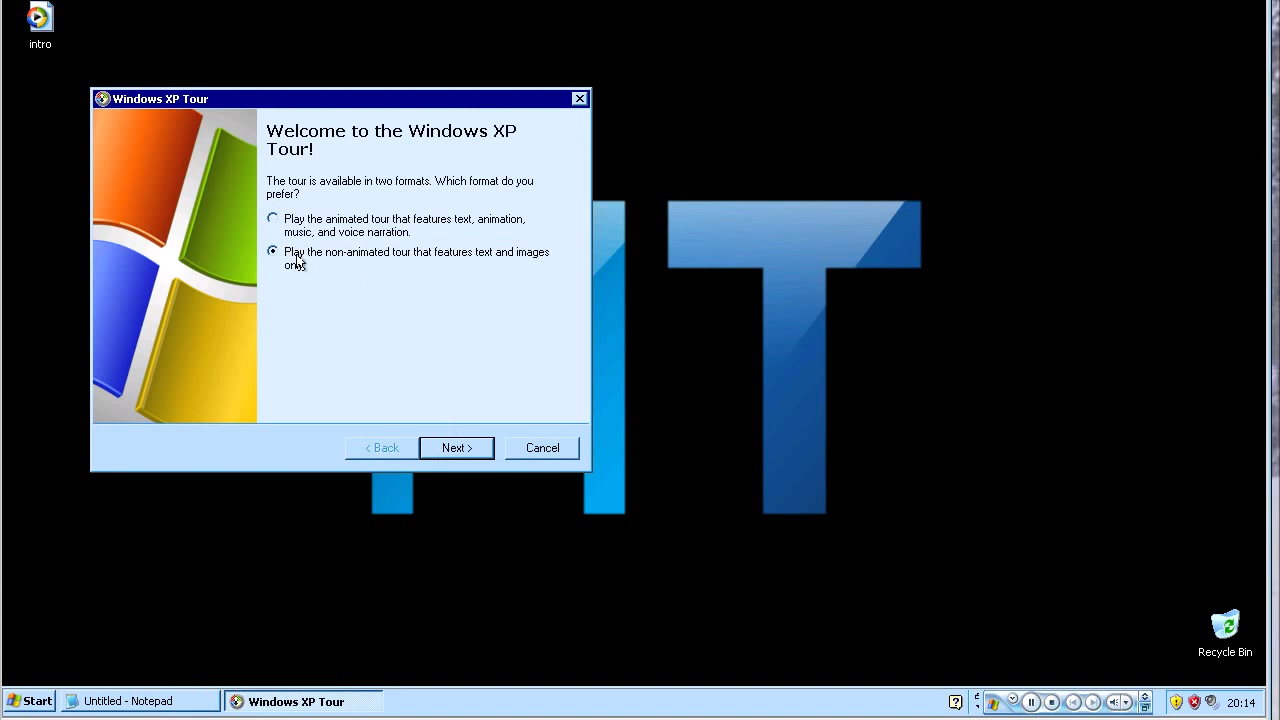 intro
Windows XP Tour
Welcome to the Windows XP
Tour!
The tour is available in two formats. Which format do you
prefer?
Play the animated tour that features text, animation,
music, and voice narration.
Play the non-animated tour that features text and images
< Back
Next >
Cancel
Recycle Bin
Start
Untitled - Notepad
Windows XP Tour
20:14